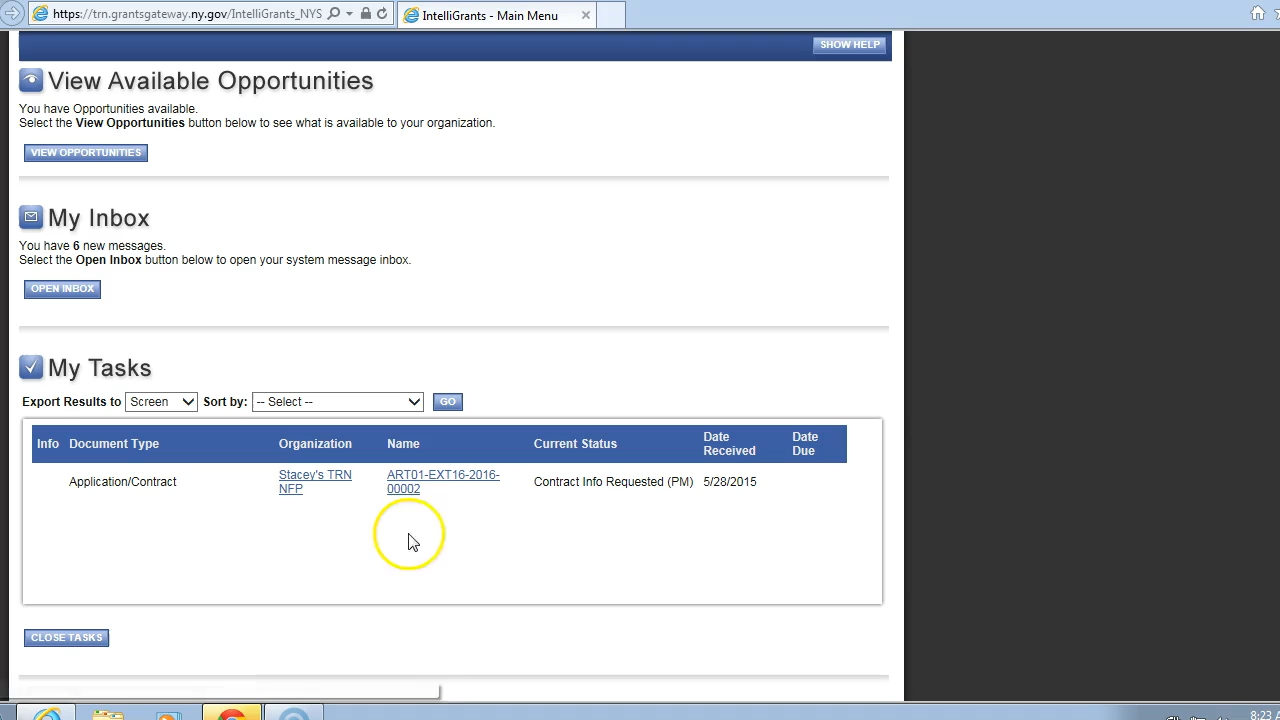 https://trn.grantsgateway.ny.gov/IntelliGrants_NYS
IntelliGrants - Main Menu
SHOW HELP
View Available Opportunities
You have Opportunities available.
Select the View Opportunities button below to see what is available to your organization.
VIEW OPPORTUNITIES
My Inbox
You have 6 new messages.
Select the Open Inbox button below to open your system message inbox.
OPEN INBOX
My Tasks
Export Results to Screen Sort by: -- Select -- GO
Info Document Type Organization Name Current Status Date Received Date Due
Application/Contract Stacey's TRN NFP ART01-EXT16-2016-00002 Contract Info Requested (PM) 5/28/2015
CLOSE TASKS
8:23